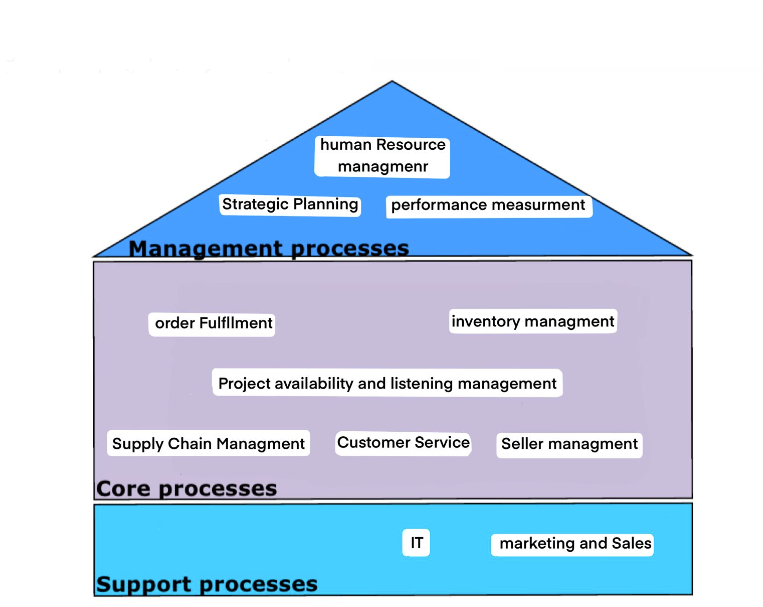 human Resource
managmenr
Strategic Planning
performance measurment
Management processes
order Fulfllment
inventory managment
Project availability and listening management
Supply Chain Managment
Customer Service
Seller managment
Core processes
IT
marketing and Sales
Support processes